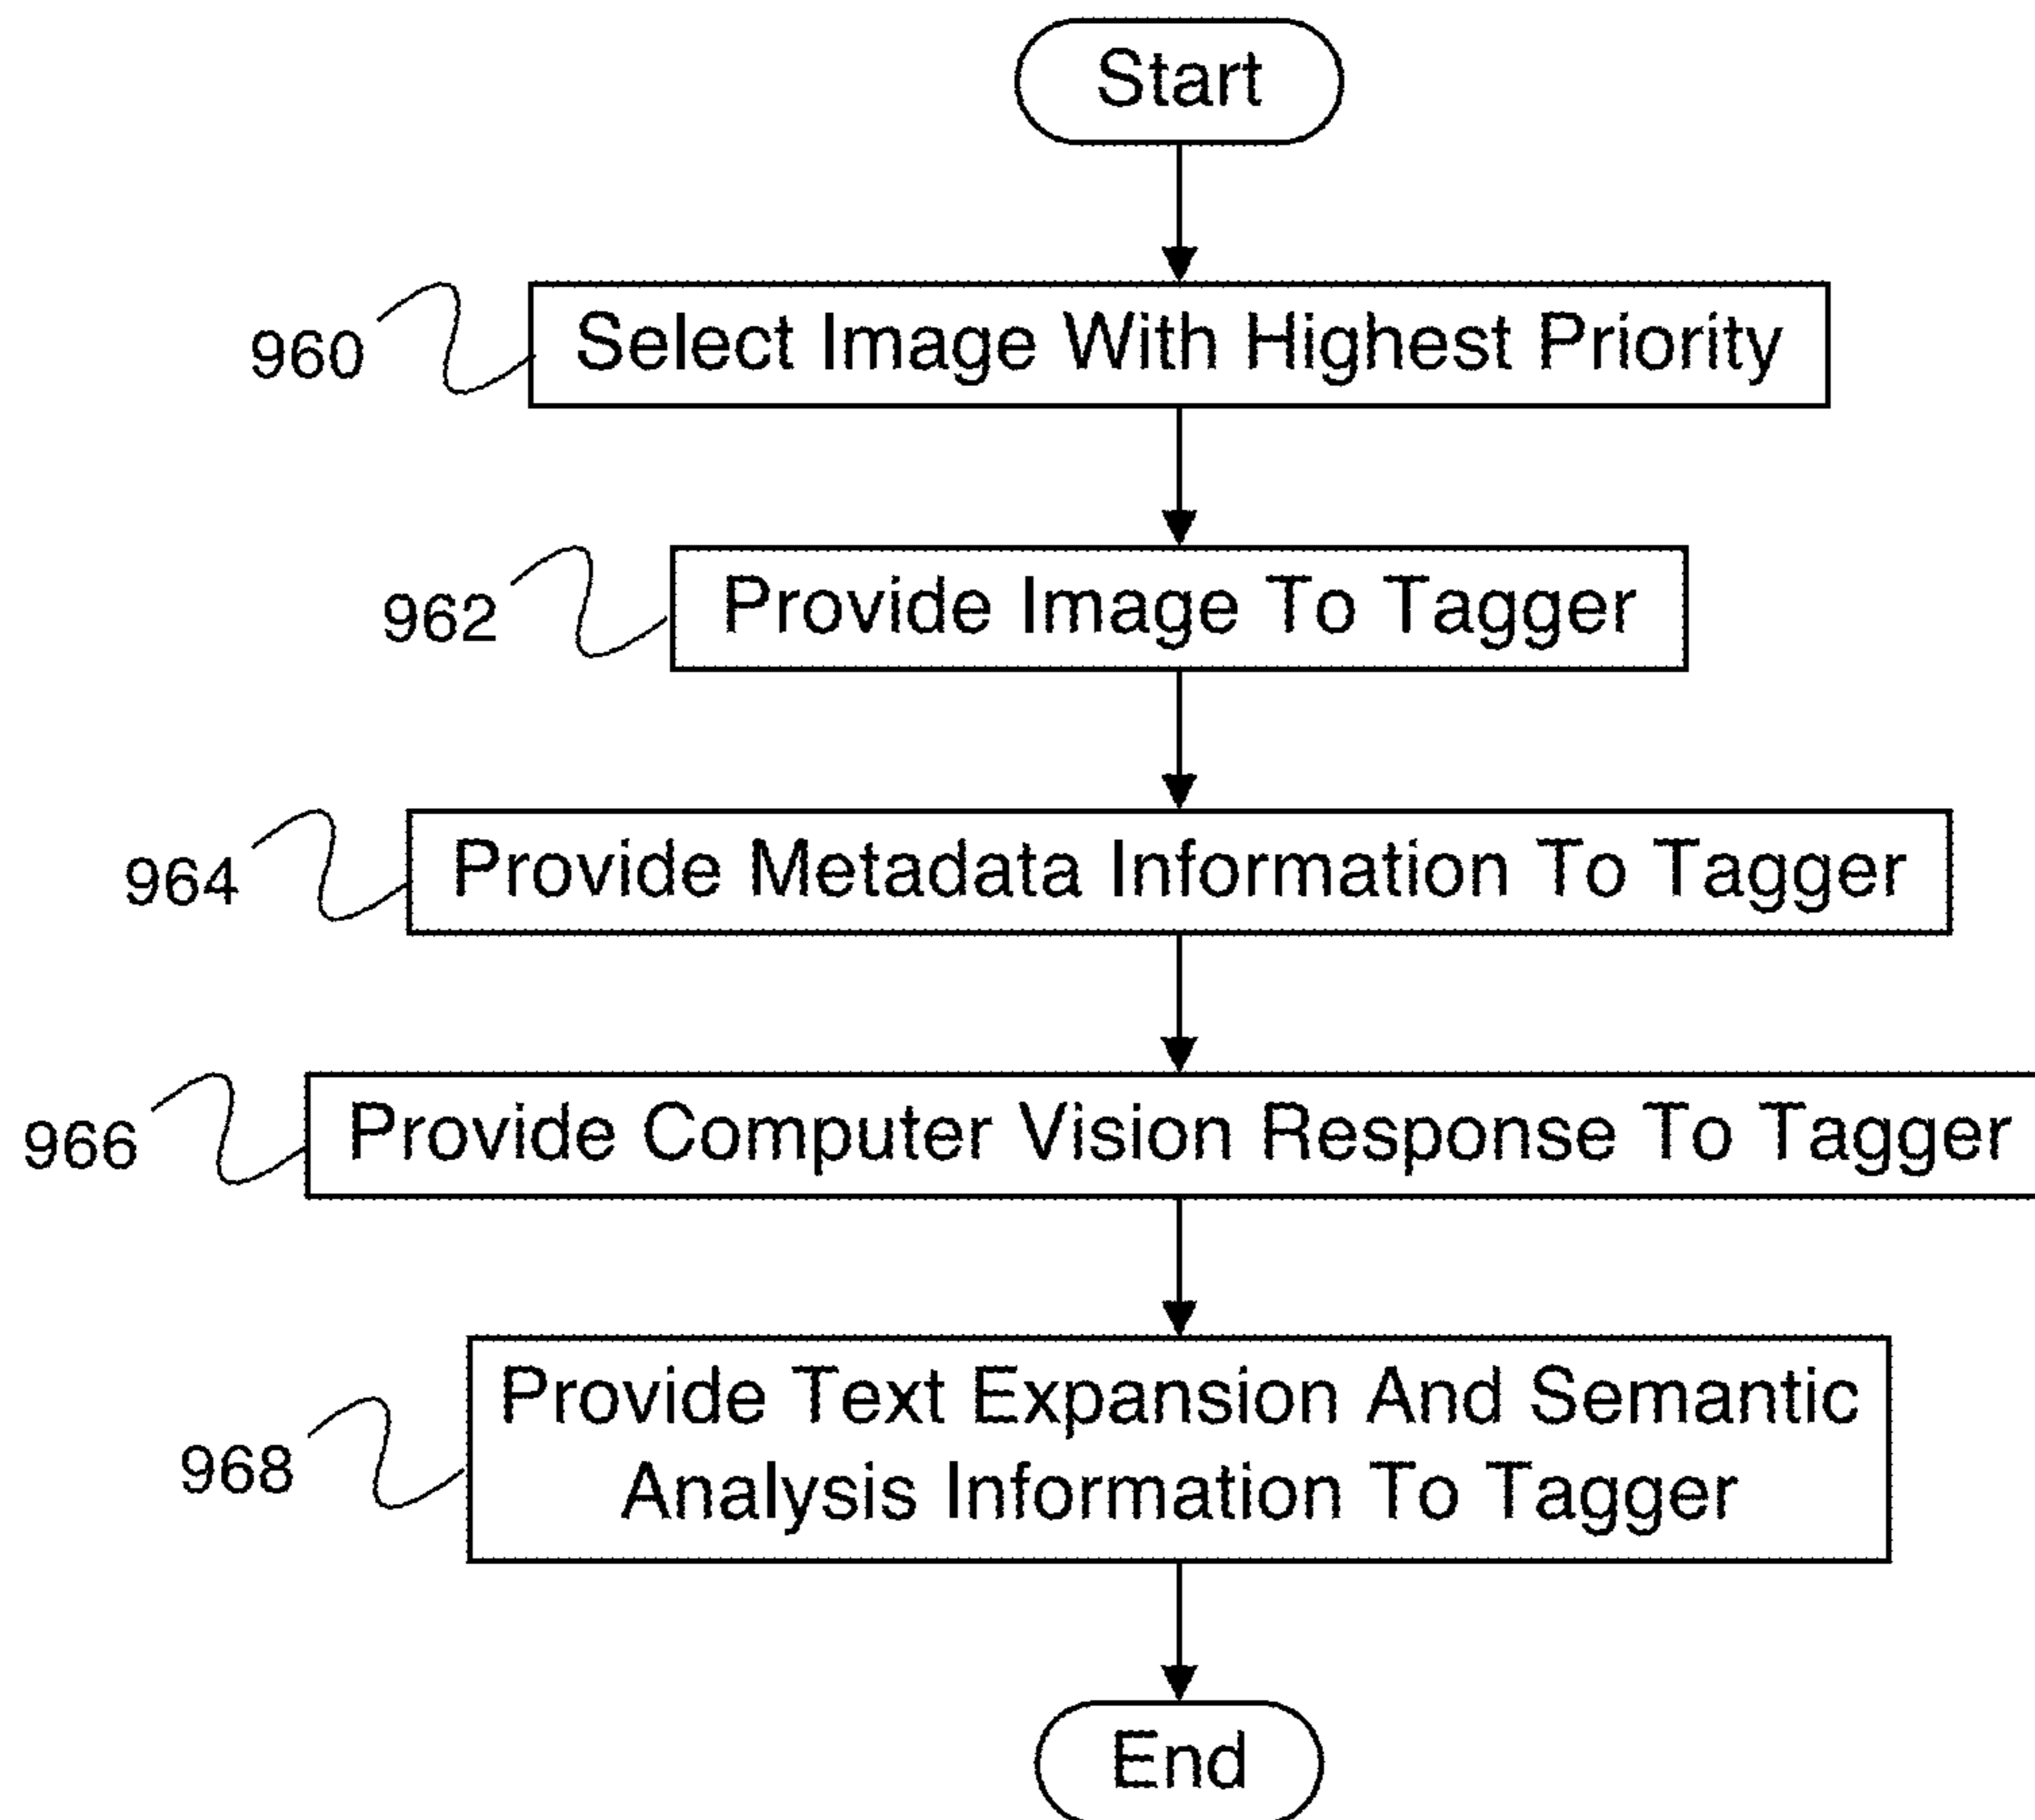 Start
960
Select Image With Highest Priority
962
Provide Image To Tagger
964
Provide Metadata Information To Tagger
966
Provide Computer Vision Response To Tagger
968
Provide Text Expansion And Semantic
Analysis Information To Tagger
End